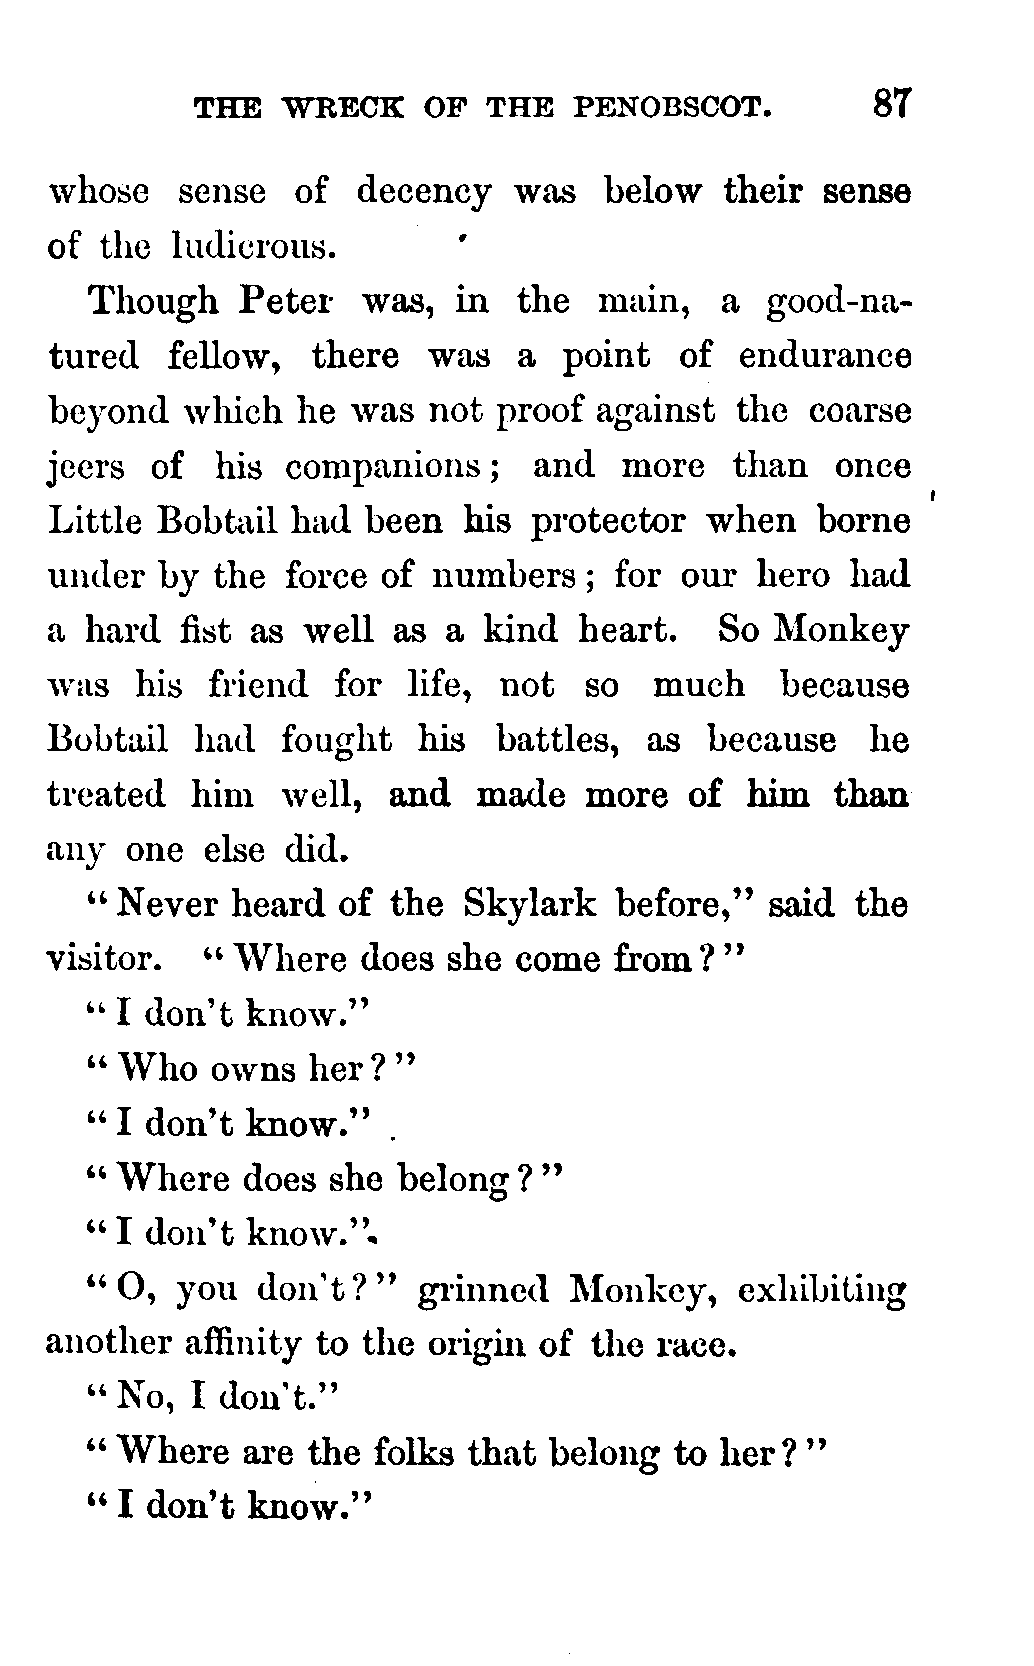 THE WRECK OF THE PENOBSCOT. 87
whose sense of decency was below their sense
of the ludicrous.
Though Peter was, in the main, a good-na-
tured fellow, there was a point of endurance
beyond which he was not proof against the coarse
jeers of his companions; and more than once
Little Bobtail had been his protector when borne
under by the force of numbers; for our hero had
a hard fist as well as a kind heart. So Monkey
was his friend for life, not so much because
Bobtail had fought his battles, as because he
treated him well, and made more of him than
any one else did.
"Never heard of the Skylark before," said the
visitor. "Where does she come from?"
"I don't know."
"Who owns her?"
"I don't know."
"Where does she belong?"
"I don't know."
"O, you don't?" grinned Monkey, exhibiting
another affinity to the origin of the race.
"No, I don't."
"Where are the folks that belong to her?"
"I don't know."